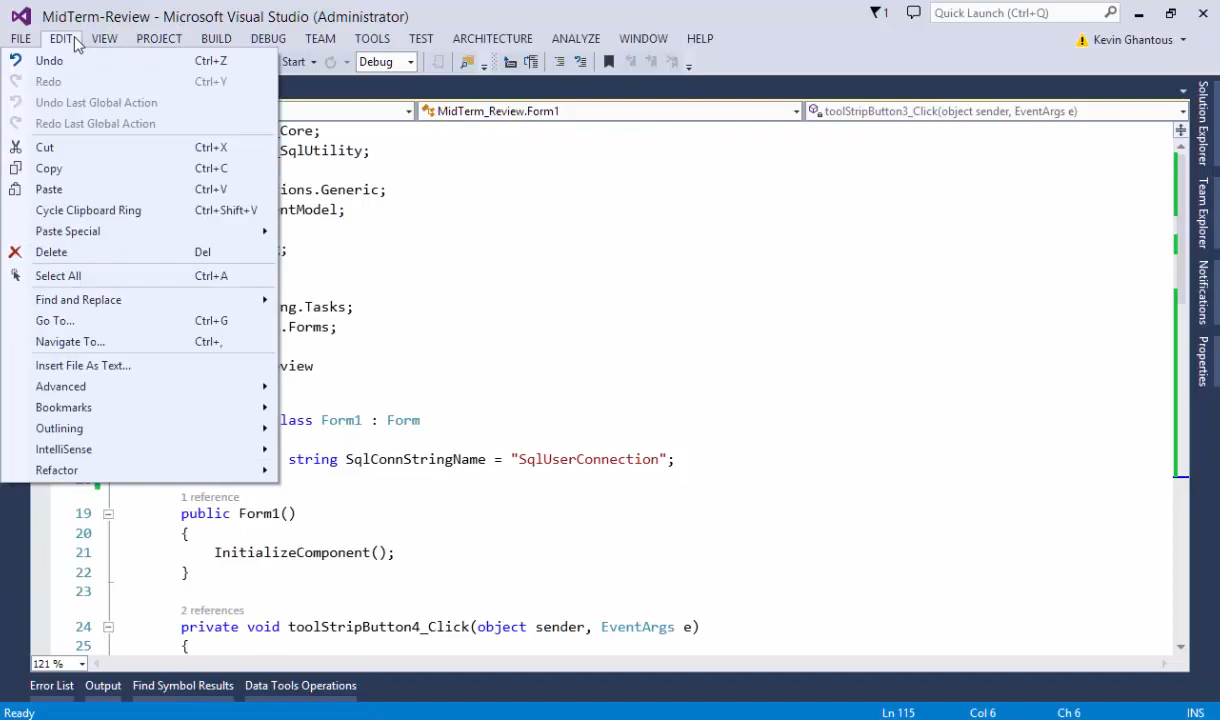 MidTerm-Review - Microsoft Visual Studio (Administrator)
1
Quick Launch (Ctrl+Q)
FILE EDIT VIEW PROJECT BUILD DEBUG TEAM TOOLS TEST ARCHITECTURE ANALYZE WINDOW HELP
Kevin Ghantous
Undo Ctrl+Z
Redo Ctrl+Y
Undo Last Global Action
Redo Last Global Action
Cut Ctrl+X
Copy Ctrl+C
Paste Ctrl+V
Cycle Clipboard Ring Ctrl+Shift+V
Paste Special
Delete Del
Select All Ctrl+A
Find and Replace
Go To... Ctrl+G
Navigate To... Ctrl+,
Insert File As Text...
Advanced
Bookmarks
Outlining
IntelliSense
Refactor
Start Debug
MidTerm_Review.Form1 toolStripButton3_Click(object sender, EventArgs e)
_Core;
_SqlUtility;
ions.Generic;
entModel;
;
ng.Tasks;
.Forms;
view
lass Form1 : Form
string SqlConnStringName = "SqlUserConnection";
1 reference
19 public Form1()
20 {
21 InitializeComponent();
22 }
23
2 references
24 private void toolStripButton4_Click(object sender, EventArgs e)
25 {
121 %
Error List Output Find Symbol Results Data Tools Operations
Ready Ln 115 Col 6 Ch 6 INS
Solution Explorer
Team Explorer
Notifications
Properties